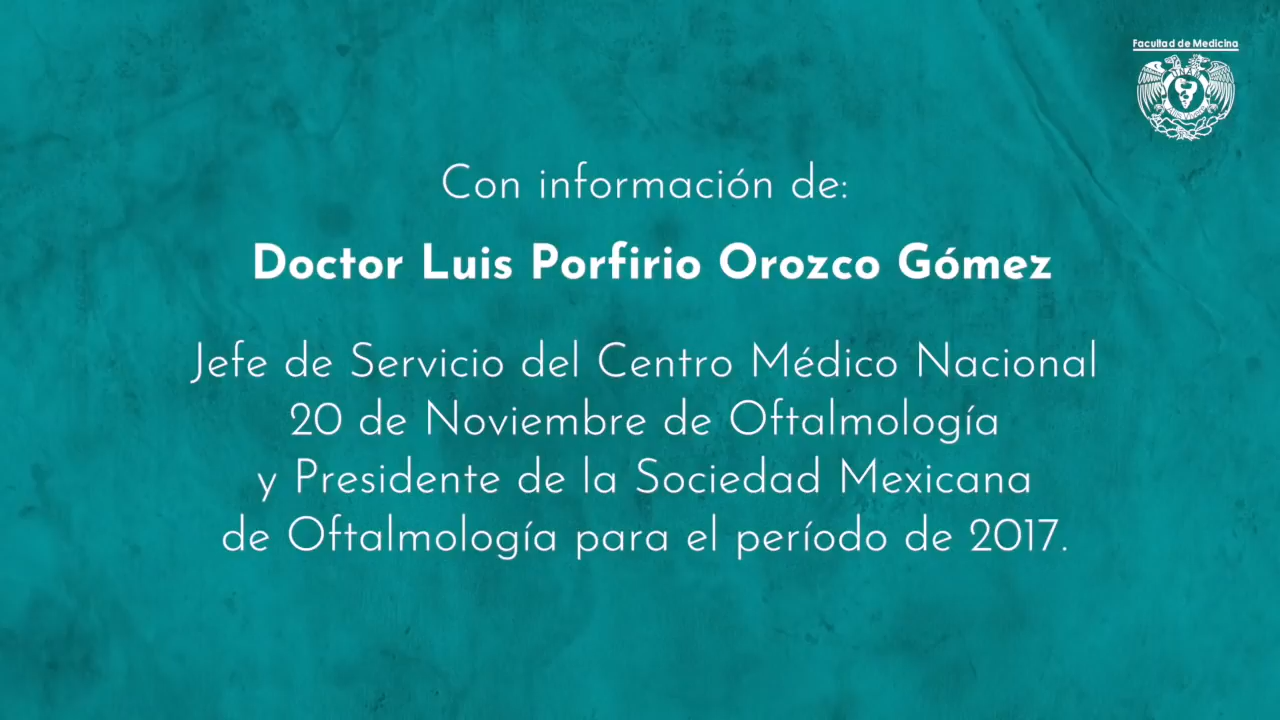 Facultad de Medicina
Con información de:
Doctor Luis Porfirio Orozco Gómez
Jefe de Servicio del Centro Médico Nacional
20 de Noviembre de Oftalmología
y Presidente de la Sociedad Mexicana
de Oftalmología para el período de 2017.